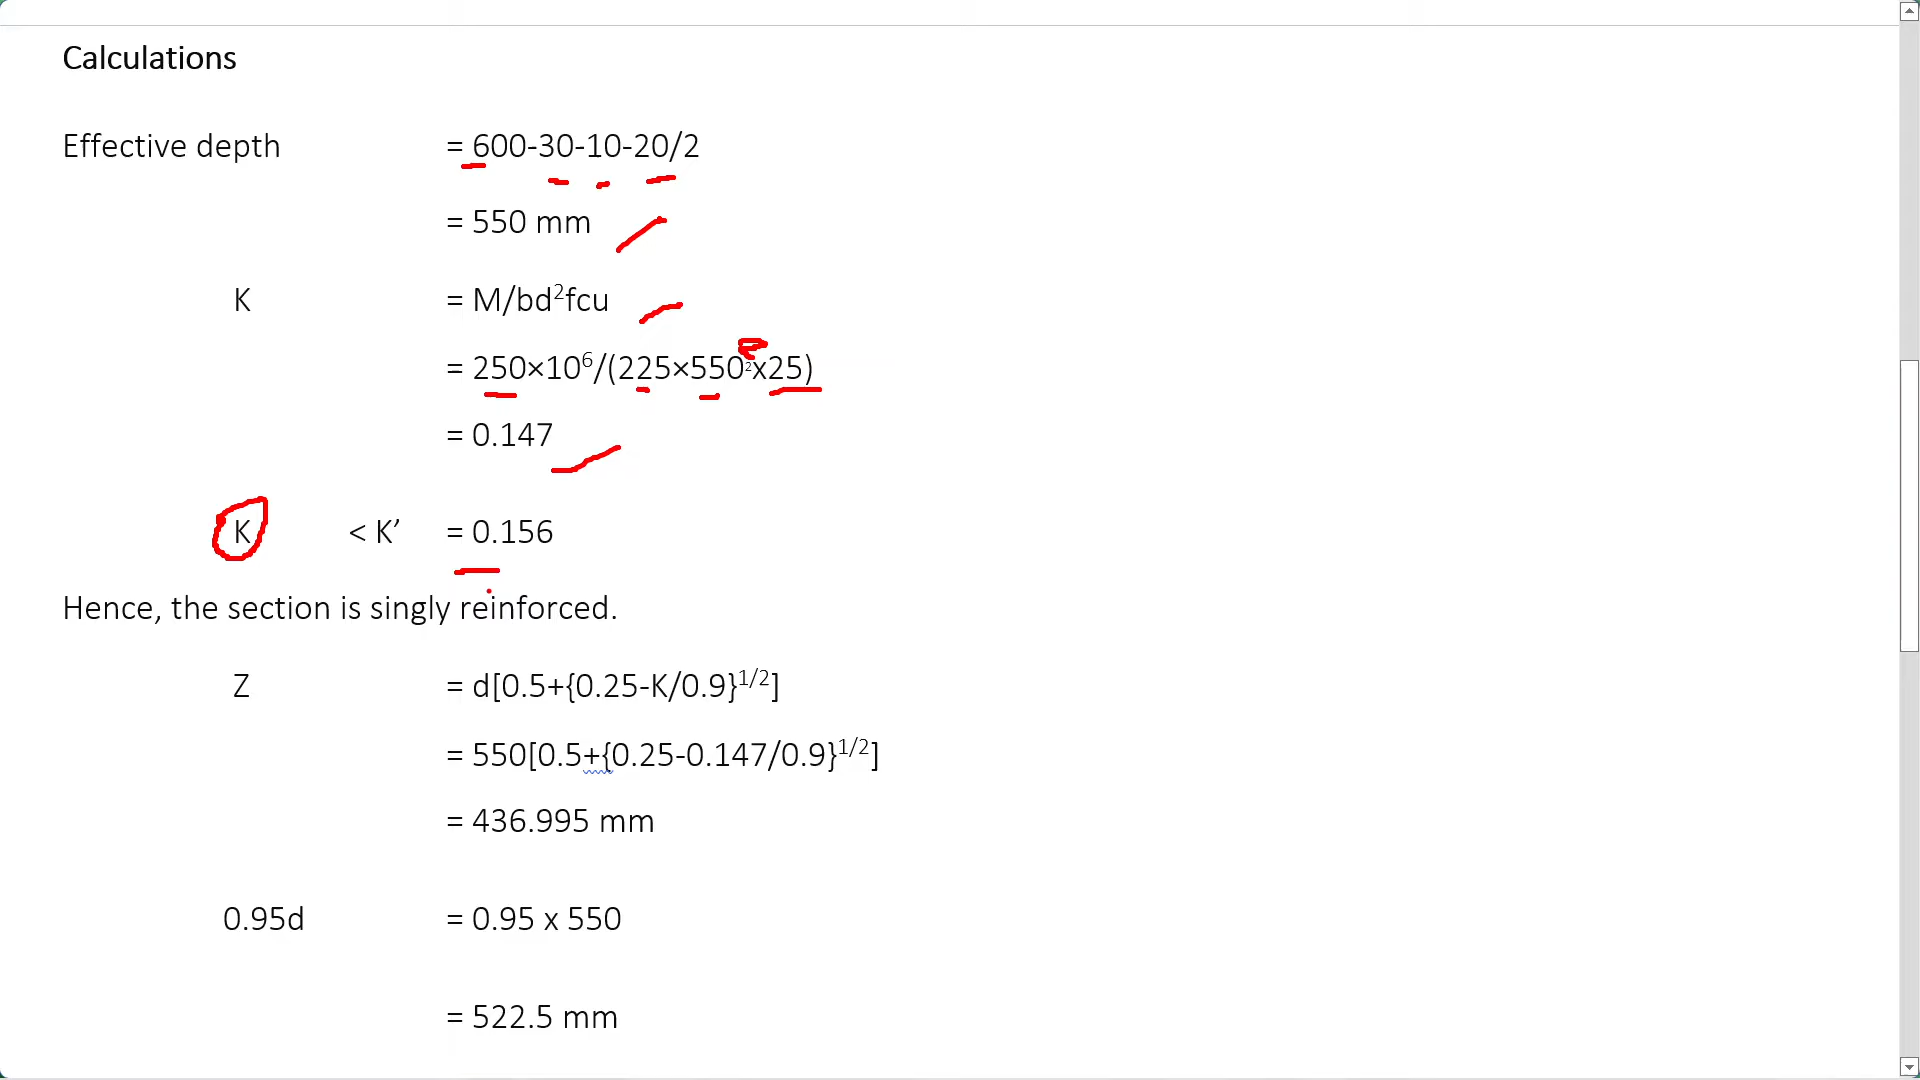 Calculations
Effective depth = 600-30-10-20/2
= 550 mm
K = M/bd²fcu
= 250×10⁶/(225×550²x25)
= 0.147
K < K’ = 0.156
Hence, the section is singly reinforced.
Z = d[0.5+{0.25-K/0.9}¹/²]
= 550[0.5+{0.25-0.147/0.9}¹/²]
= 436.995 mm
0.95d = 0.95 x 550
= 522.5 mm